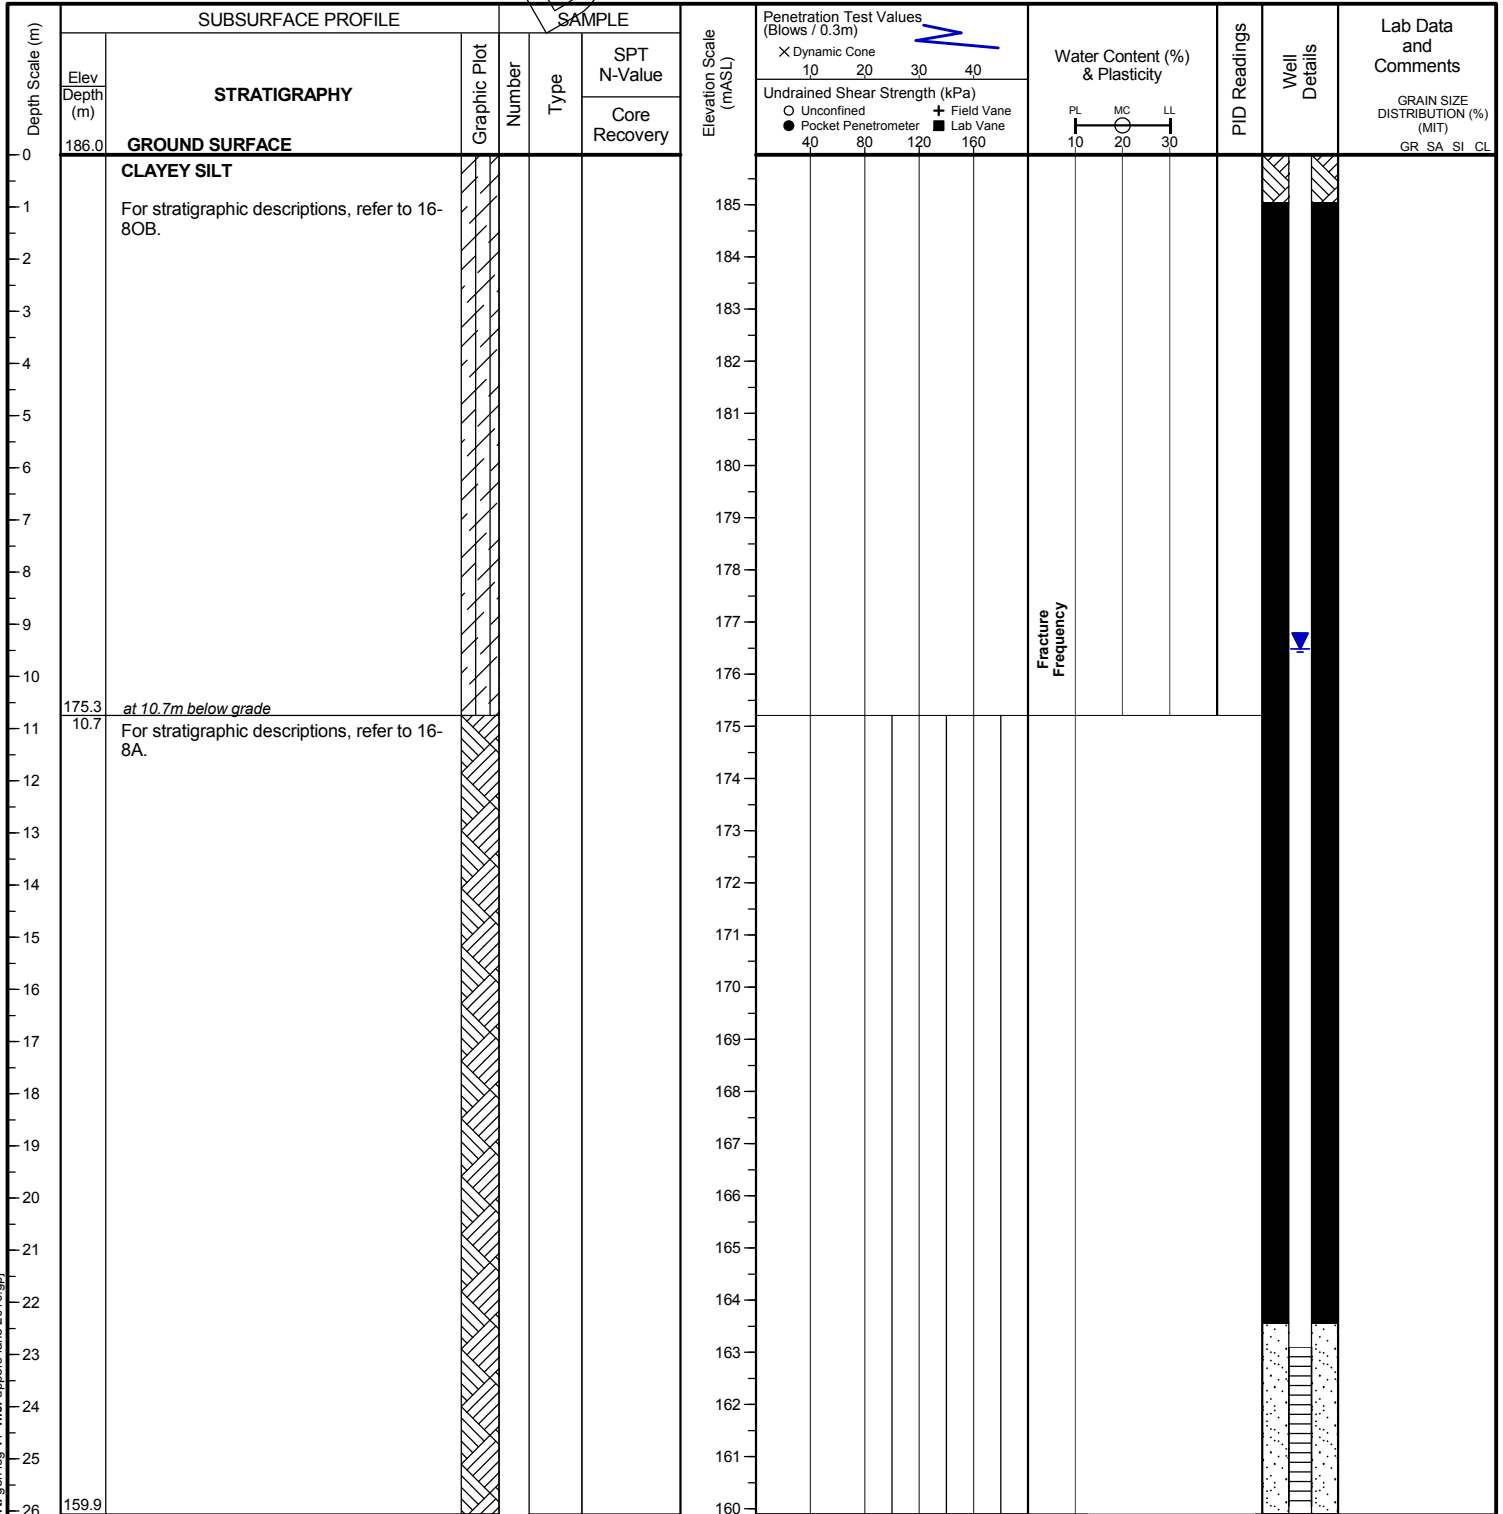 SUBSURFACE PROFILE
SAMPLE
Depth Scale (m)
Elev
Depth
(m)
STRATIGRAPHY
Graphic Plot
Number
Type
SPT
N-Value
Core
Recovery
Elevation Scale
(mASL)
Penetration Test Values
(Blows / 0.3m)
Dynamic Cone
10 20 30 40
Undrained Shear Strength (kPa)
Unconfined
Field Vane
Pocket Penetrometer
Lab Vane
40 80 120 160
Water Content (%)
& Plasticity
PL MC LL
10 20 30
PID Readings
Well
Details
Lab Data
and
Comments
GRAIN SIZE
DISTRIBUTION (%)
(MIT)
GR SA SI CL
186.0 GROUND SURFACE
0
1
2
3
4
5
6
7
8
9
10
11
12
13
14
15
16
17
18
19
20
21
22
23
24
25
26
CLAYEY SILT
For stratigraphic descriptions, refer to 16-
8OB.
175.3 at 10.7m below grade
10.7
For stratigraphic descriptions, refer to 16-
8A.
159.9
185
184
183
182
181
180
179
178
177
176
175
174
173
172
171
170
169
168
167
166
165
164
163
162
161
160
Fracture
Frequency